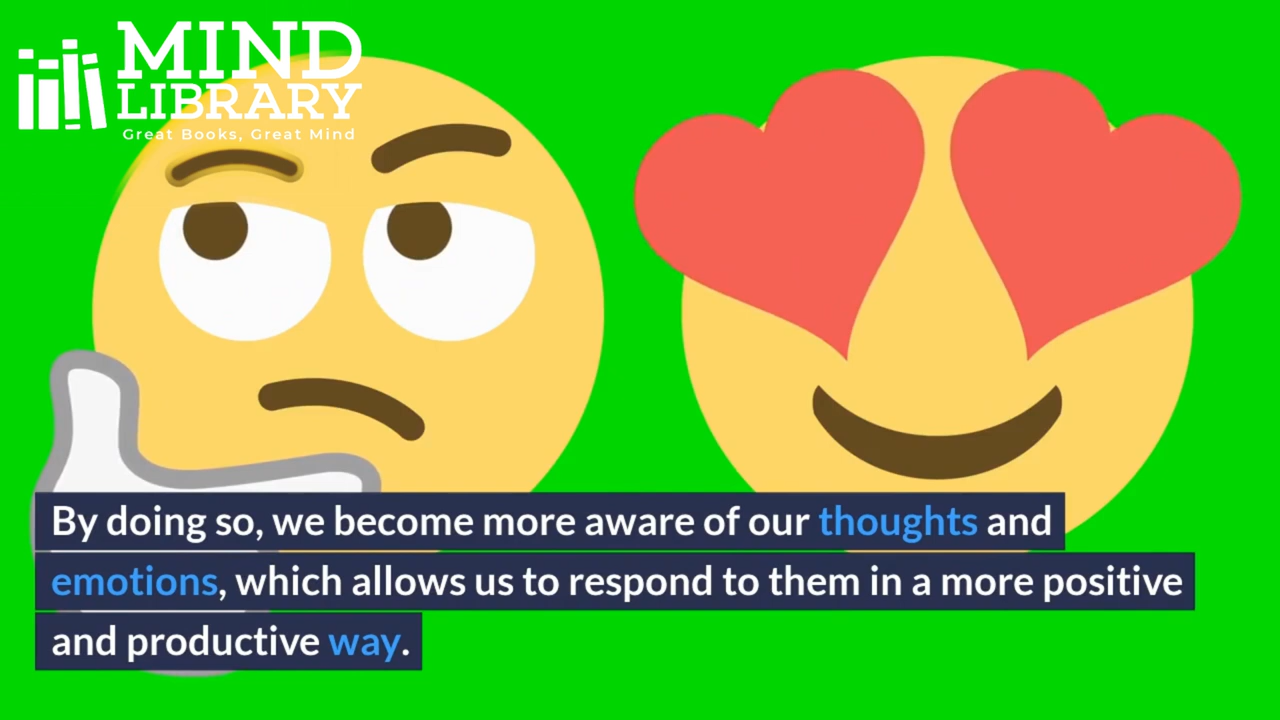 MIND
LIBRARY
Great Books, Great Mind
By doing so, we become more aware of our thoughts and
emotions, which allows us to respond to them in a more positive
and productive way.